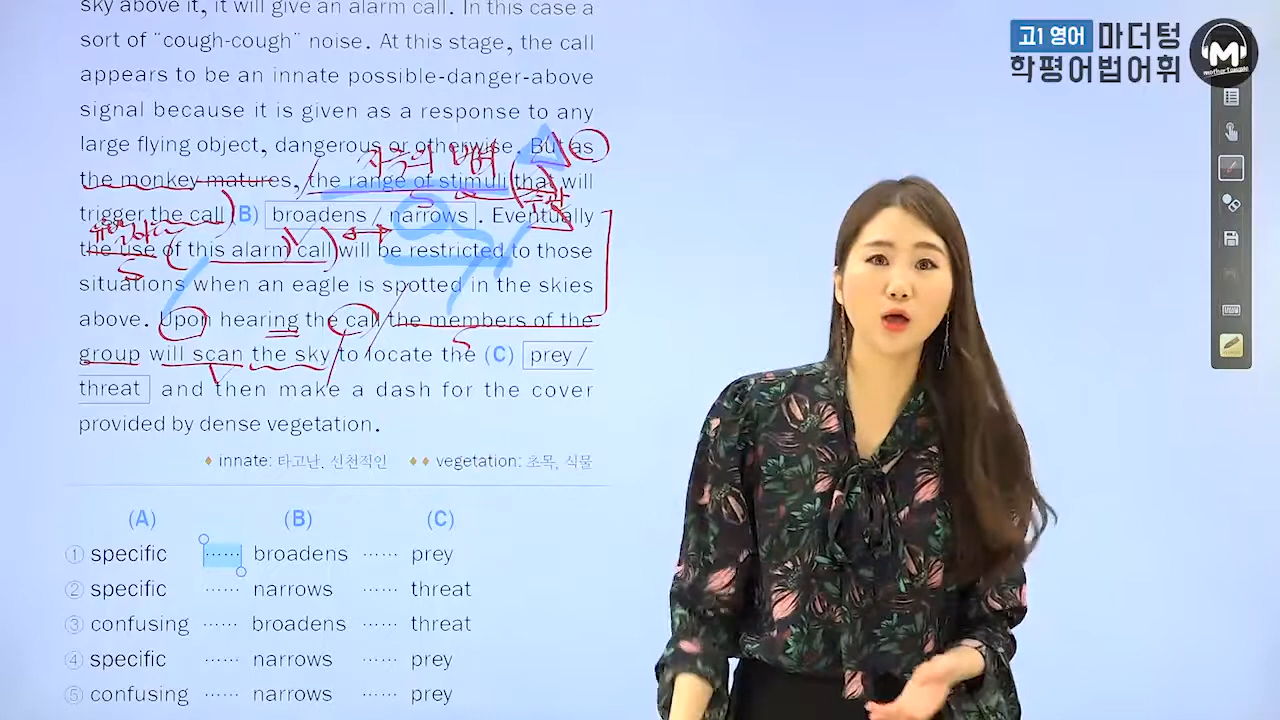 sky above it, it will give an alarm call. In this case a
sort of "cough-cough" noise. At this stage, the call
appears to be an innate possible-danger-above
signal because it is given as a response to any
large flying object, dangerous or otherwise. But as
자극의 범위
the monkey matures, the range of stimuli that will
trigger the call (B) broadens / narrows . Eventually
the use of this alarm call will be restricted to those
situations when an eagle is spotted in the skies
above. Upon hearing the call the members of the
group will scan the sky to locate the (C) prey /
threat and then make a dash for the cover
provided by dense vegetation.
innate: 타고난, 선천적인 vegetation: 초목, 식물
(A) (B) (C)
① specific …… broadens …… prey
② specific …… narrows …… threat
③ confusing …… broadens …… threat
④ specific …… narrows …… prey
⑤ confusing …… narrows …… prey
고1 영어 마더텅
학평어법어휘
M
mothertongue